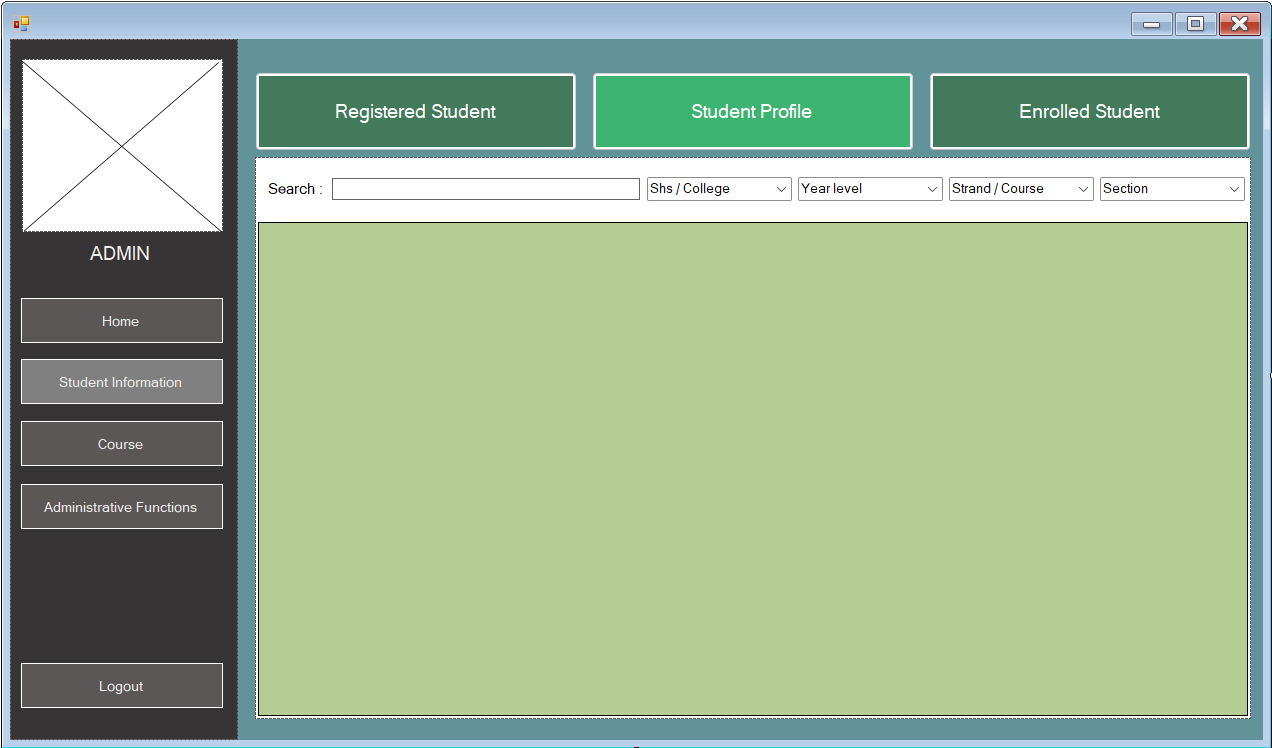 Registered Student
Student Profile
Enrolled Student
Search :
Shs / College
Year level
Strand / Course
Section
ADMIN
Home
Student Information
Course
Administrative Functions
Logout